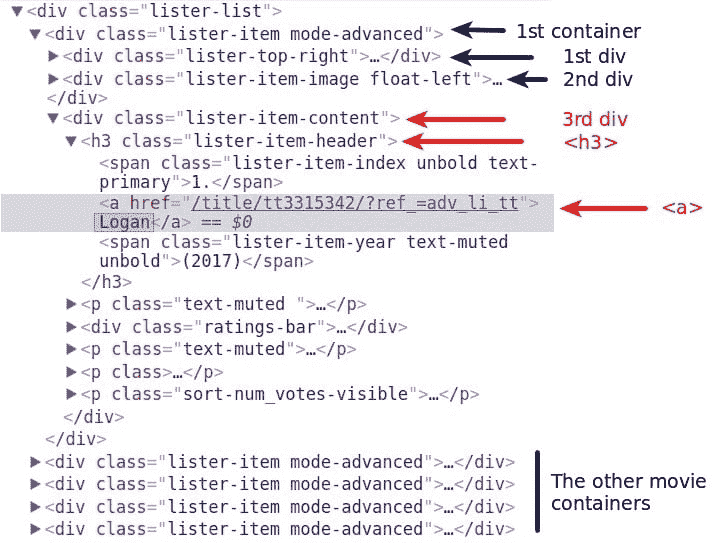 ▼<div class="lister-list">
▼<div class="lister-item mode-advanced">
1st container
▶<div class="lister-top-right">…</div>
1st div
▶<div class="lister-item-image float-left">…
2nd div
</div>
▼<div class="lister-item-content">
3rd div
▼<h3 class="lister-item-header">
<h3>
<span class="lister-item-index unbold text-
primary">1.</span>
<a href="/title/tt3315342/?ref_=adv_li_tt">
<a>
Logan</a> == $0
<span class="lister-item-year text-muted
unbold">(2017)</span>
</h3>
▶<p class="text-muted ">…</p>
▶<div class="ratings-bar">…</div>
▶<p class="text-muted">…</p>
▶<p class>…</p>
▶<p class="sort-num_votes-visible">…</p>
</div>
</div>
▶<div class="lister-item mode-advanced">…</div>
▶<div class="lister-item mode-advanced">…</div>
▶<div class="lister-item mode-advanced">…</div>
▶<div class="lister-item mode-advanced">…</div>
The other movie
containers